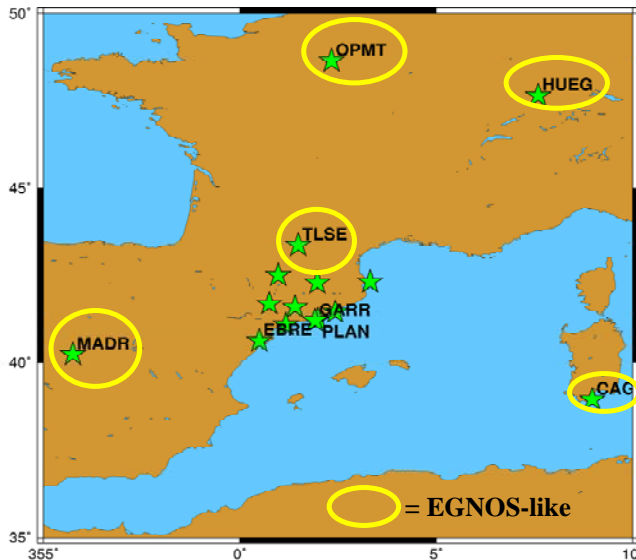 50°
OPMT
HUEG
45°
TLSE
GARR
EBRE
PLAN
MADR
40°
CAG
= EGNOS-like
35°
355°
0°
5°
10